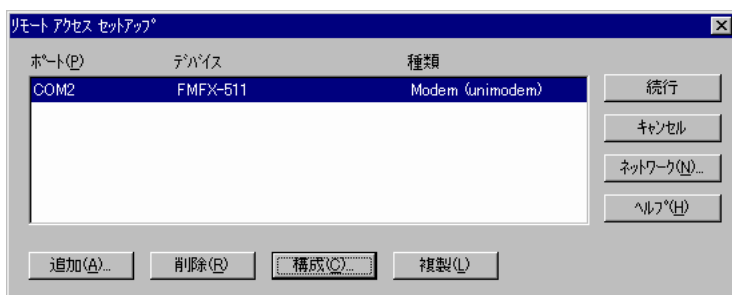 リモート アクセス セットアップ
ポート(P) デバイス 種類
COM2 FMFX-511 Modem (unimodem)
続行
キャンセル
ネットワーク(N)...
ヘルプ(H)
追加(A)... 削除(R) 構成(C)... 複製(L)